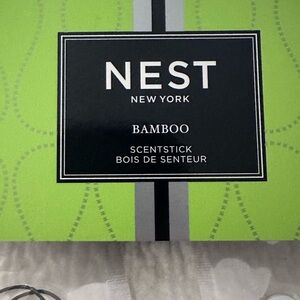 NEST
NEW YORK
BAMBOO
SCENTSTICK
BOIS DE SENTEUR